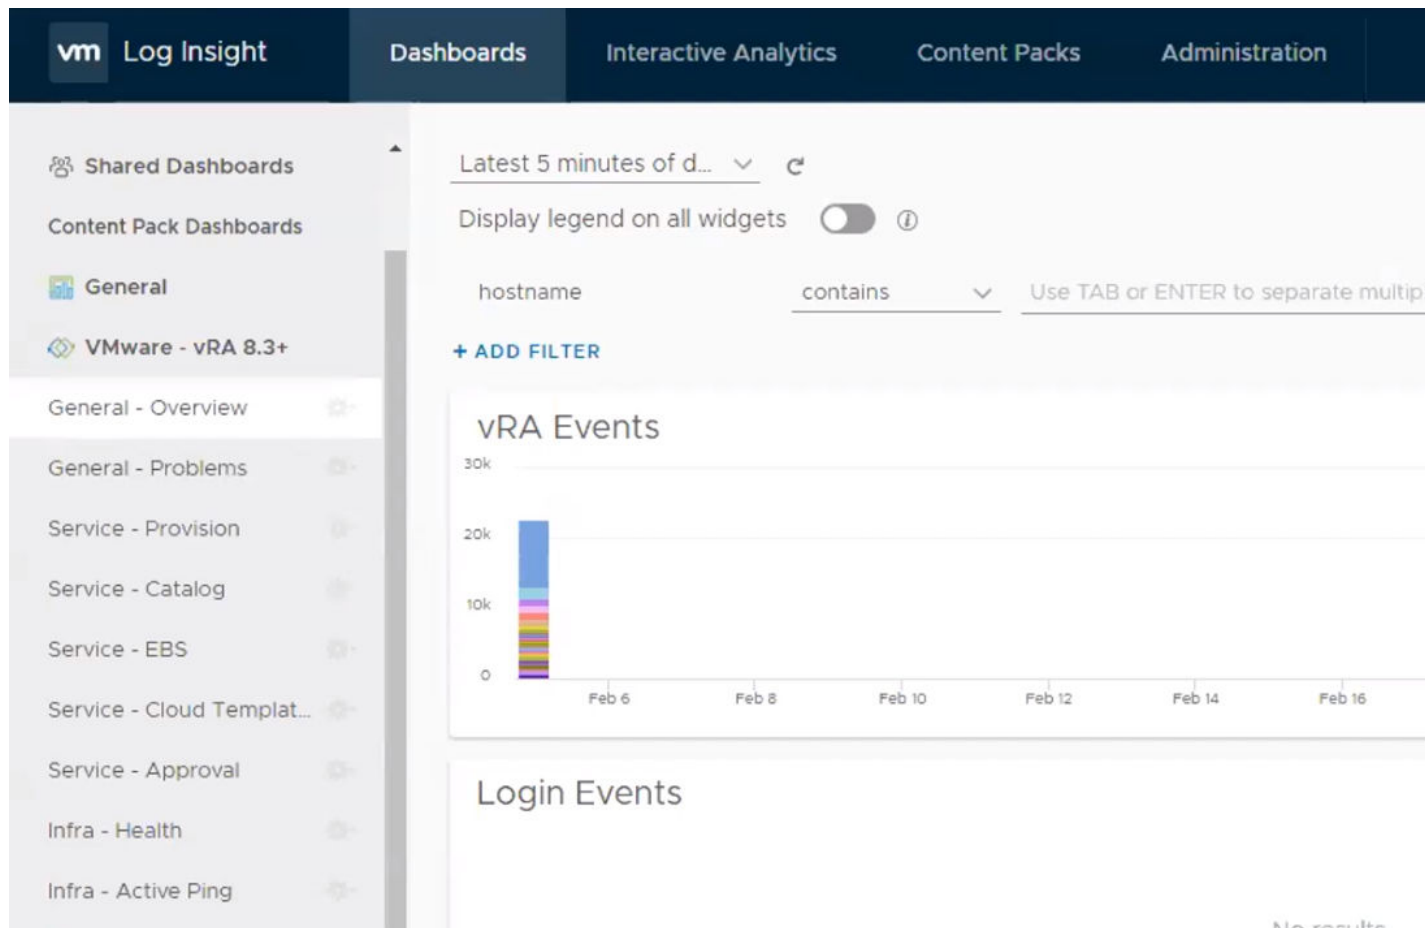 vm Log Insight Dashboards Interactive Analytics Content Packs Administration
Shared Dashboards
Content Pack Dashboards
General
VMware - vRA 8.3+
General - Overview
General - Problems
Service - Provision
Service - Catalog
Service - EBS
Service - Cloud Templat...
Service - Approval
Infra - Health
Infra - Active Ping
Latest 5 minutes of d...
Display legend on all widgets
hostname contains Use TAB or ENTER to separate multip
+ ADD FILTER
vRA Events
30k
20k
10k
0
Feb 6 Feb 8 Feb 10 Feb 12 Feb 14 Feb 16
Login Events
No results